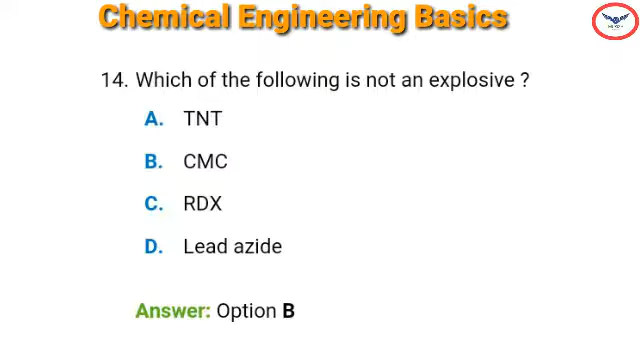 Chemical Engineering Basics
14. Which of the following is not an explosive ?
A. TNT
B. CMC
C. RDX
D. Lead azide
Answer: Option B